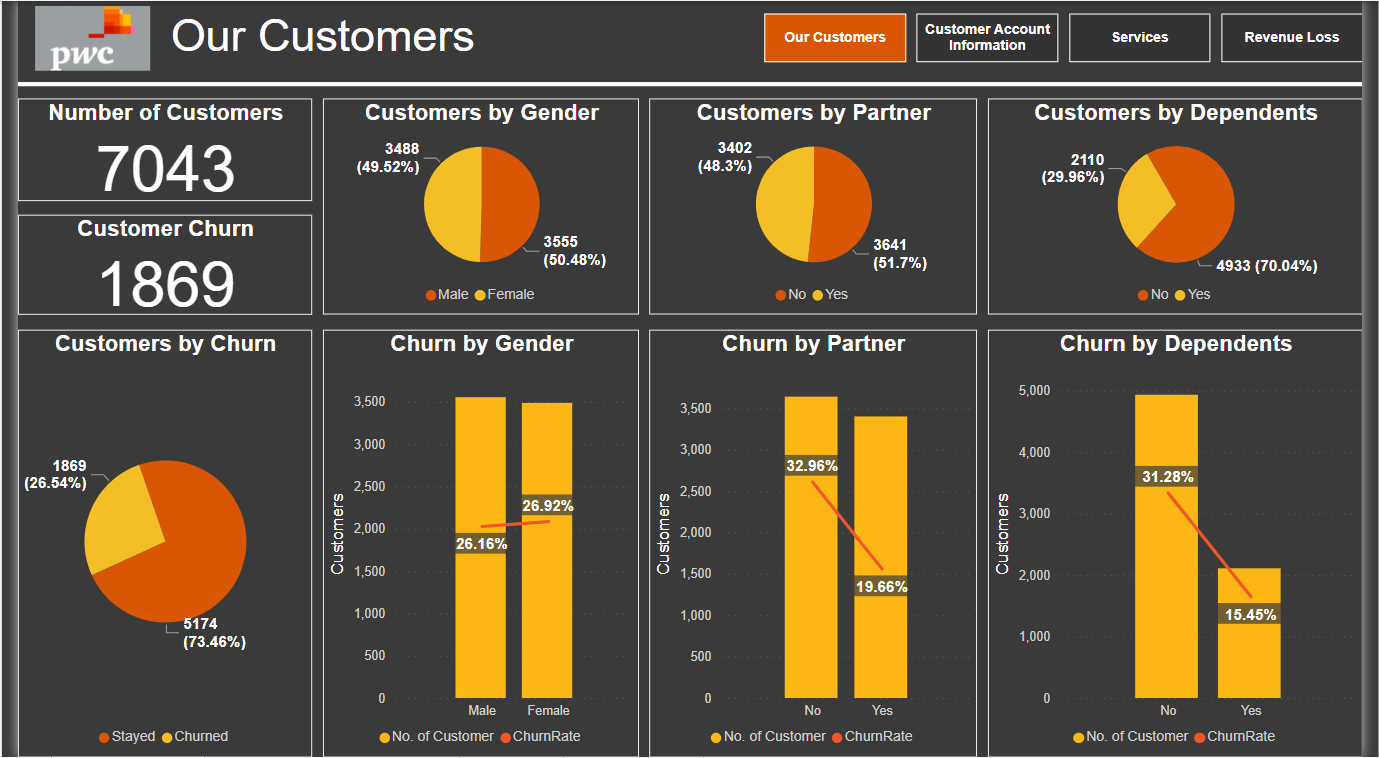 pwc
Our Customers
Our Customers
Customer Account
Information
Services
Revenue Loss
Number of Customers
7043
Customer Churn
1869
Customers by Gender
3488
(49.52%)
3555
(50.48%)
Male Female
Customers by Partner
3402
(48.3%)
3641
(51.7%)
No Yes
Customers by Dependents
2110
(29.96%)
4933 (70.04%)
No Yes
Customers by Churn
1869
(26.54%)
5174
(73.46%)
Stayed Churned
Churn by Gender
Customers
3,500
3,000
2,500
2,000
1,500
1,000
500
0
26.16%
26.92%
Male Female
No. of Customer ChurnRate
Churn by Partner
Customers
3,500
3,000
2,500
2,000
1,500
1,000
500
0
32.96%
19.66%
No Yes
No. of Customer ChurnRate
Churn by Dependents
Customers
5,000
4,000
3,000
2,000
1,000
0
31.28%
15.45%
No Yes
No. of Customer ChurnRate